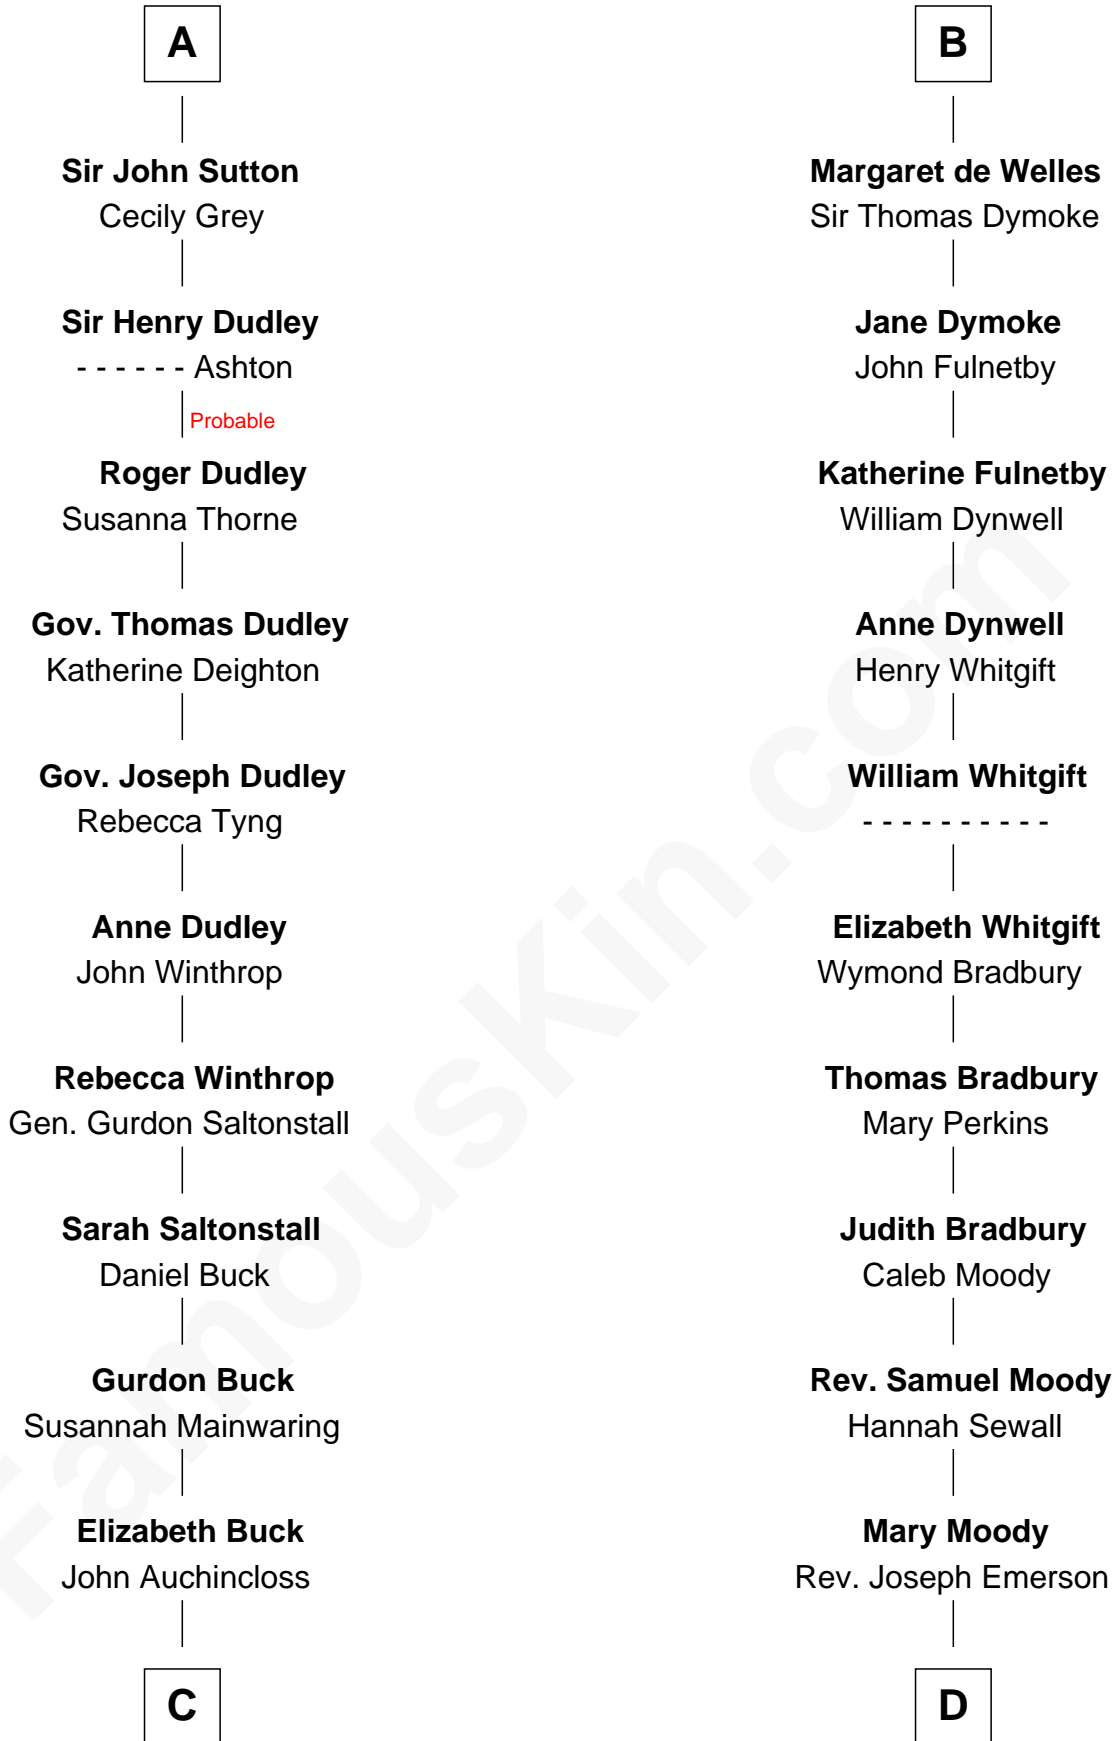 A
Sir John Sutton
Cecily Grey
Sir Henry Dudley
- - - - - - Ashton
Probable
Roger Dudley
Susanna Thorne
Gov. Thomas Dudley
Katherine Deighton
Gov. Joseph Dudley
Rebecca Tyng
Anne Dudley
John Winthrop
Rebecca Winthrop
Gen. Gurdon Saltonstall
Sarah Saltonstall
Daniel Buck
Gurdon Buck
Susannah Mainwaring
Elizabeth Buck
John Auchincloss
C
B
Margaret de Welles
Sir Thomas Dymoke
Jane Dymoke
John Fulnetby
Katherine Fulnetby
William Dynwell
Anne Dynwell
Henry Whitgift
William Whitgift
- - - - - - - - - -
Elizabeth Whitgift
Wymond Bradbury
Thomas Bradbury
Mary Perkins
Judith Bradbury
Caleb Moody
Rev. Samuel Moody
Hannah Sewall
Mary Moody
Rev. Joseph Emerson
D
FamousKin.com